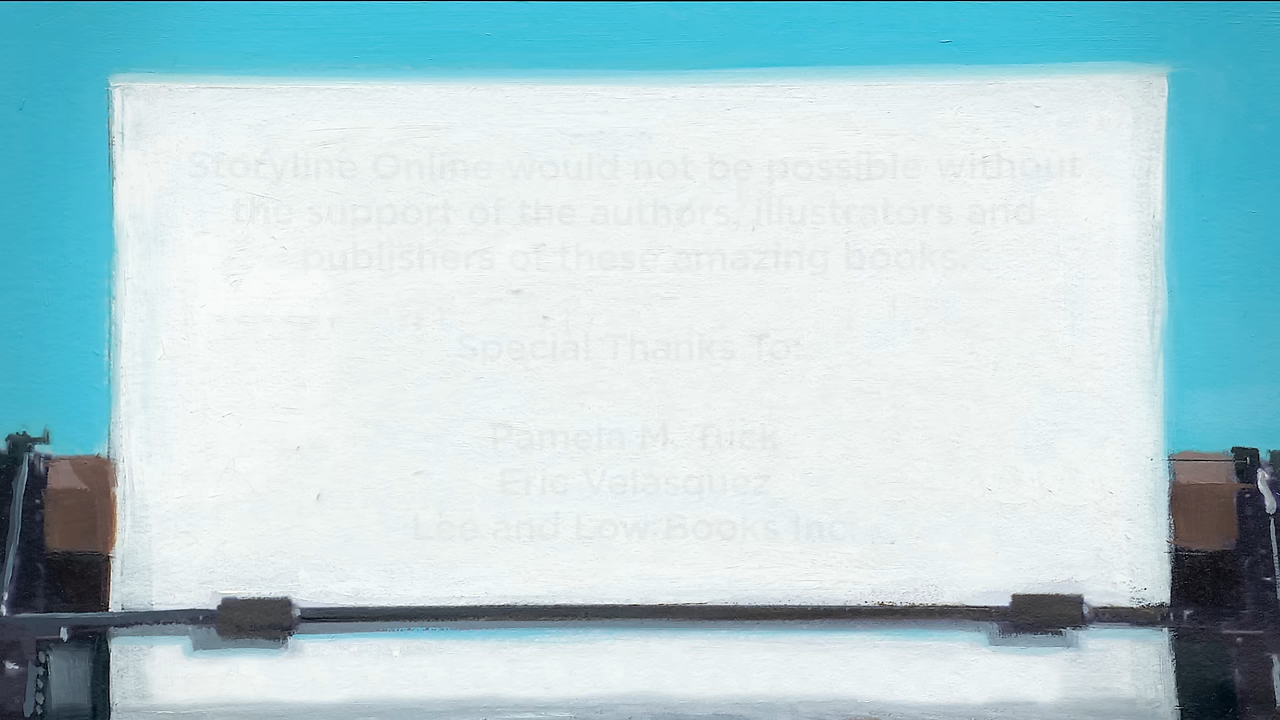 Storyline Online would not be possible without
the support of the authors, illustrators and
publishers of these amazing books.
Special Thanks To:
Pamela M. Tuck
Eric Velasquez
Lee and Low Books Inc.